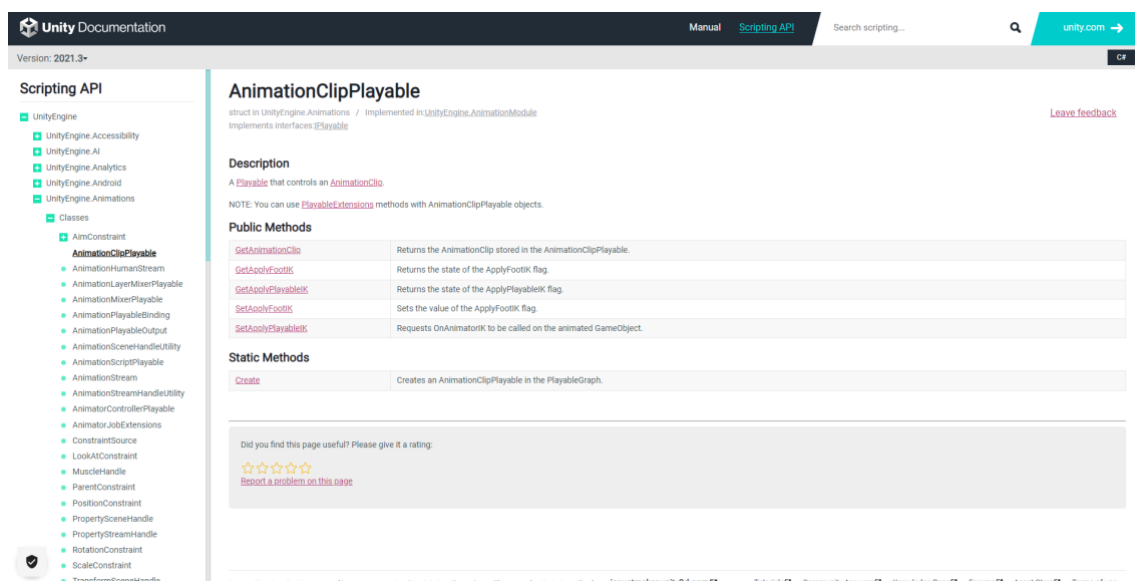 Unity Documentation
Manual
Scripting API
Search scripting...
unity.com
Version: 2021.3
C#
Scripting API
UnityEngine
UnityEngine.Accessibility
UnityEngine.AI
UnityEngine.Analytics
UnityEngine.Android
UnityEngine.Animations
Classes
AimConstraint
AnimationClipPlayable
AnimationHumanStream
AnimationLayerMixerPlayable
AnimationMixerPlayable
AnimationPlayableBinding
AnimationPlayableOutput
AnimationSceneHandleUtility
AnimationScriptPlayable
AnimationStream
AnimationStreamHandleUtility
AnimatorControllerPlayable
AnimatorJobExtensions
ConstraintSource
LookAtConstraint
MuscleHandle
ParentConstraint
PositionConstraint
PropertySceneHandle
PropertyStreamHandle
RotationConstraint
ScaleConstraint
TransformSceneHandle
AnimationClipPlayable
struct in UnityEngine.Animations / Implemented in:UnityEngine.AnimationModule
Implements interfaces:IPlayable
Leave feedback
Description
A Playable that controls an AnimationClip.
NOTE: You can use PlayableExtensions methods with AnimationClipPlayable objects.
Public Methods
GetAnimationClip Returns the AnimationClip stored in the AnimationClipPlayable.
GetApplyFootIK Returns the state of the ApplyFootIK flag.
GetApplyPlayableIK Returns the state of the ApplyPlayableIK flag.
SetApplyFootIK Sets the value of the ApplyFootIK flag.
SetApplyPlayableIK Requests OnAnimatorIK to be called on the animated GameObject.
Static Methods
Create Creates an AnimationClipPlayable in the PlayableGraph.
Did you find this page useful? Please give it a rating:
Report a problem on this page